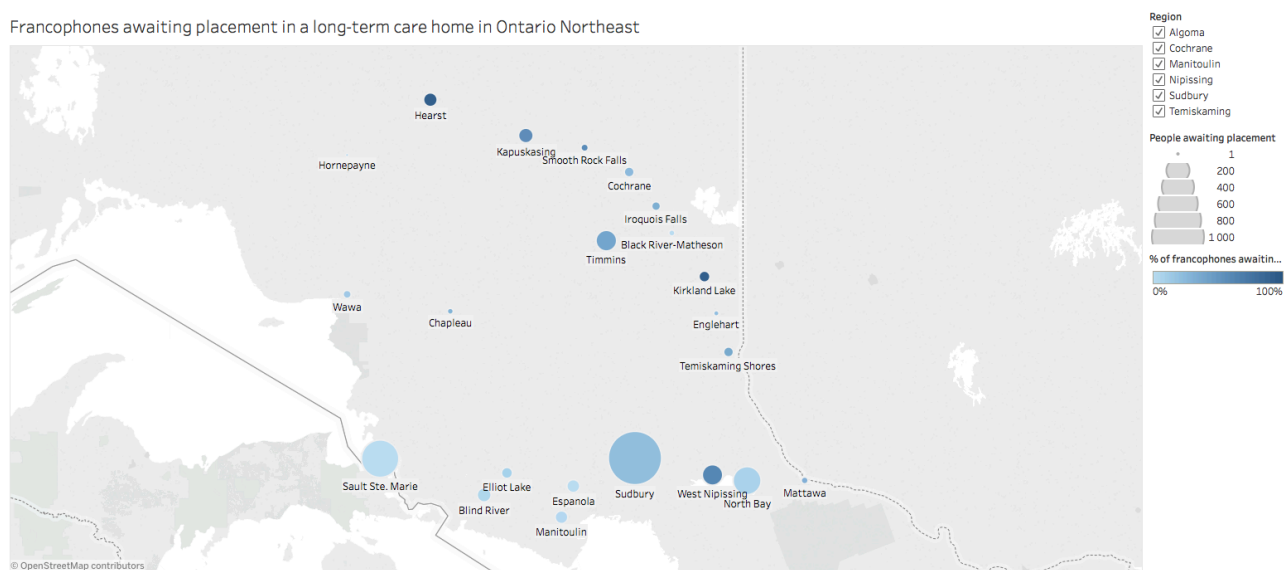 Francophones awaiting placement in a long-term care home in Ontario Northeast
Hearst
Kapuskasing
Smooth Rock Falls
Hornepayne
Cochrane
Iroquois Falls
Black River-Matheson
Timmins
Kirkland Lake
Wawa
Chapleau
Englehart
Temiskaming Shores
Sault Ste. Marie
Elliot Lake
Blind River
Espanola
Manitoulin
Sudbury
West Nipissing
North Bay
Mattawa
© OpenStreetMap contributors
Region
Algoma
Cochrane
Manitoulin
Nipissing
Sudbury
Temiskaming
People awaiting placement
1
200
400
600
800
1 000
% of francophones awaitin...
0% 100%